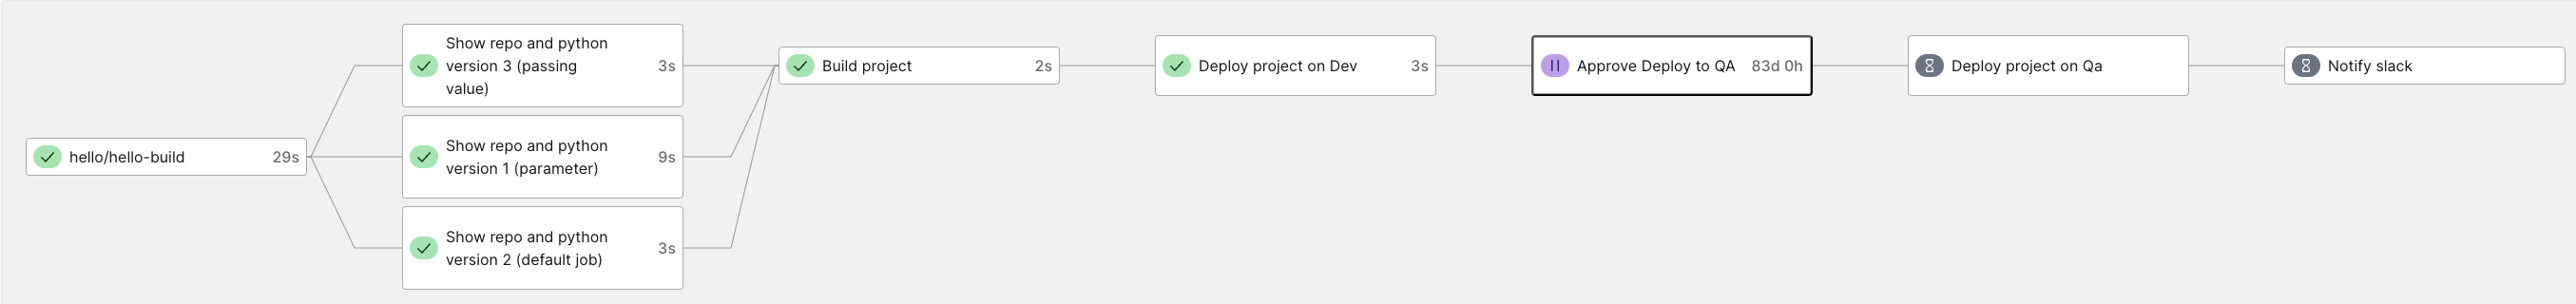 hello/hello-build 29s
Show repo and python
version 3 (passing 3s
value)
Show repo and python
version 1 (parameter) 9s
Show repo and python
version 2 (default job) 3s
Build project 2s
Deploy project on Dev 3s
Approve Deploy to QA 83d 0h
Deploy project on Qa
Notify slack